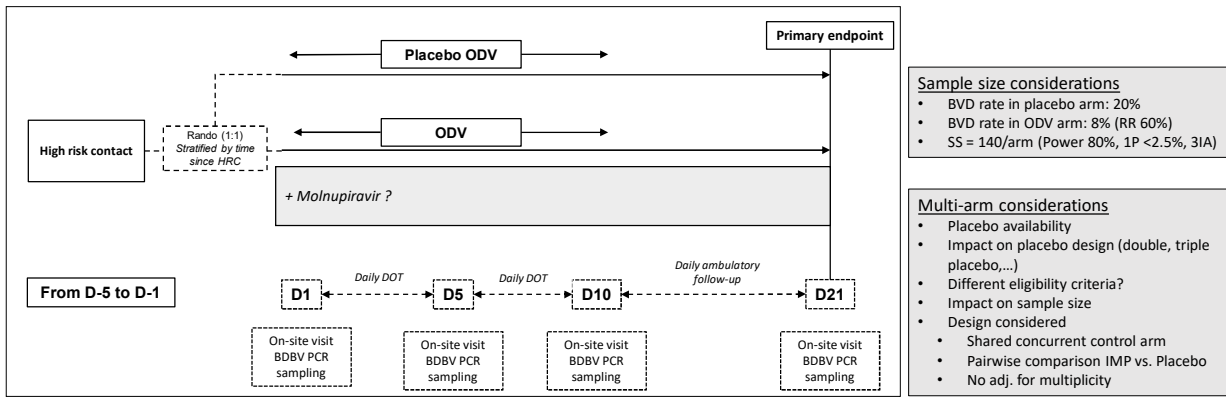 Primary endpoint
Placebo ODV
High risk contact
Rando (1:1)
Stratified by time
since HRC
ODV
+ Molnupiravir ?
From D-5 to D-1
D1
Daily DOT
D5
Daily DOT
D10
Daily ambulatory
follow-up
D21
On-site visit
BDBV PCR
sampling
On-site visit
BDBV PCR
sampling
On-site visit
BDBV PCR
sampling
On-site visit
BDBV PCR
sampling
Sample size considerations
• BVD rate in placebo arm: 20%
• BVD rate in ODV arm: 8% (RR 60%)
• SS = 140/arm (Power 80%, 1P <2.5%, 3IA)
Multi-arm considerations
• Placebo availability
• Impact on placebo design (double, triple
placebo,...)
• Different eligibility criteria?
• Impact on sample size
• Design considered
• Shared concurrent control arm
• Pairwise comparison IMP vs. Placebo
• No adj. for multiplicity